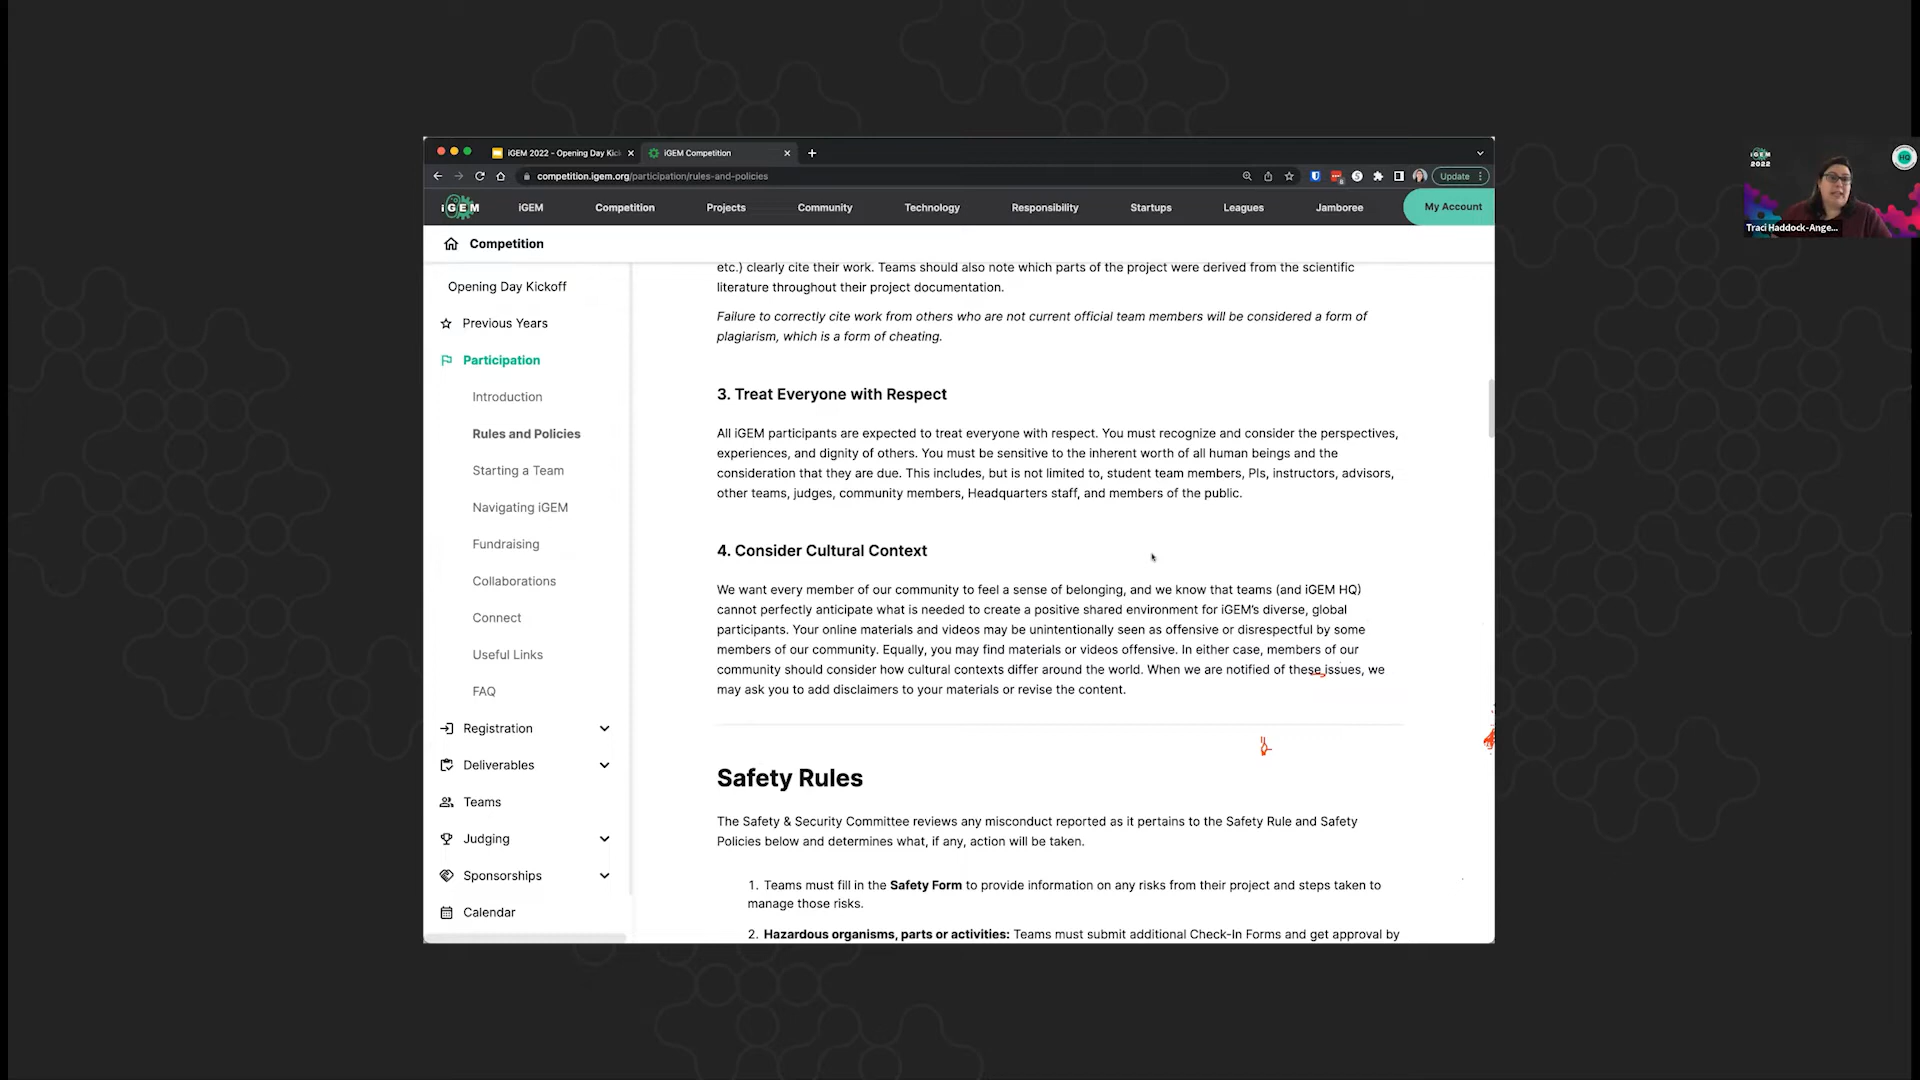 iGEM 2022 - Opening Day Kick
iGEM Competition
competition.igem.org/participation/rules-and-policies
Update
iGEM
iGEM
Competition
Projects
Community
Technology
Responsibility
Startups
Leagues
Jamboree
My Account
Competition
Opening Day Kickoff
Previous Years
Participation
Introduction
Rules and Policies
Starting a Team
Navigating iGEM
Fundraising
Collaborations
Connect
Useful Links
FAQ
Registration
Deliverables
Teams
Judging
Sponsorships
Calendar
etc.) clearly cite their work. Teams should also note which parts of the project were derived from the scientific
literature throughout their project documentation.
Failure to correctly cite work from others who are not current official team members will be considered a form of
plagiarism, which is a form of cheating.
3. Treat Everyone with Respect
All iGEM participants are expected to treat everyone with respect. You must recognize and consider the perspectives,
experiences, and dignity of others. You must be sensitive to the inherent worth of all human beings and the
consideration that they are due. This includes, but is not limited to, student team members, PIs, instructors, advisors,
other teams, judges, community members, Headquarters staff, and members of the public.
4. Consider Cultural Context
We want every member of our community to feel a sense of belonging, and we know that teams (and iGEM HQ)
cannot perfectly anticipate what is needed to create a positive shared environment for iGEM's diverse, global
participants. Your online materials and videos may be unintentionally seen as offensive or disrespectful by some
members of our community. Equally, you may find materials or videos offensive. In either case, members of our
community should consider how cultural contexts differ around the world. When we are notified of these issues, we
may ask you to add disclaimers to your materials or revise the content.
Safety Rules
The Safety & Security Committee reviews any misconduct reported as it pertains to the Safety Rule and Safety
Policies below and determines what, if any, action will be taken.
1. Teams must fill in the Safety Form to provide information on any risks from their project and steps taken to
manage those risks.
2. Hazardous organisms, parts or activities: Teams must submit additional Check-In Forms and get approval by
iGEM
2022
HQ
Traci Haddock-Ange...